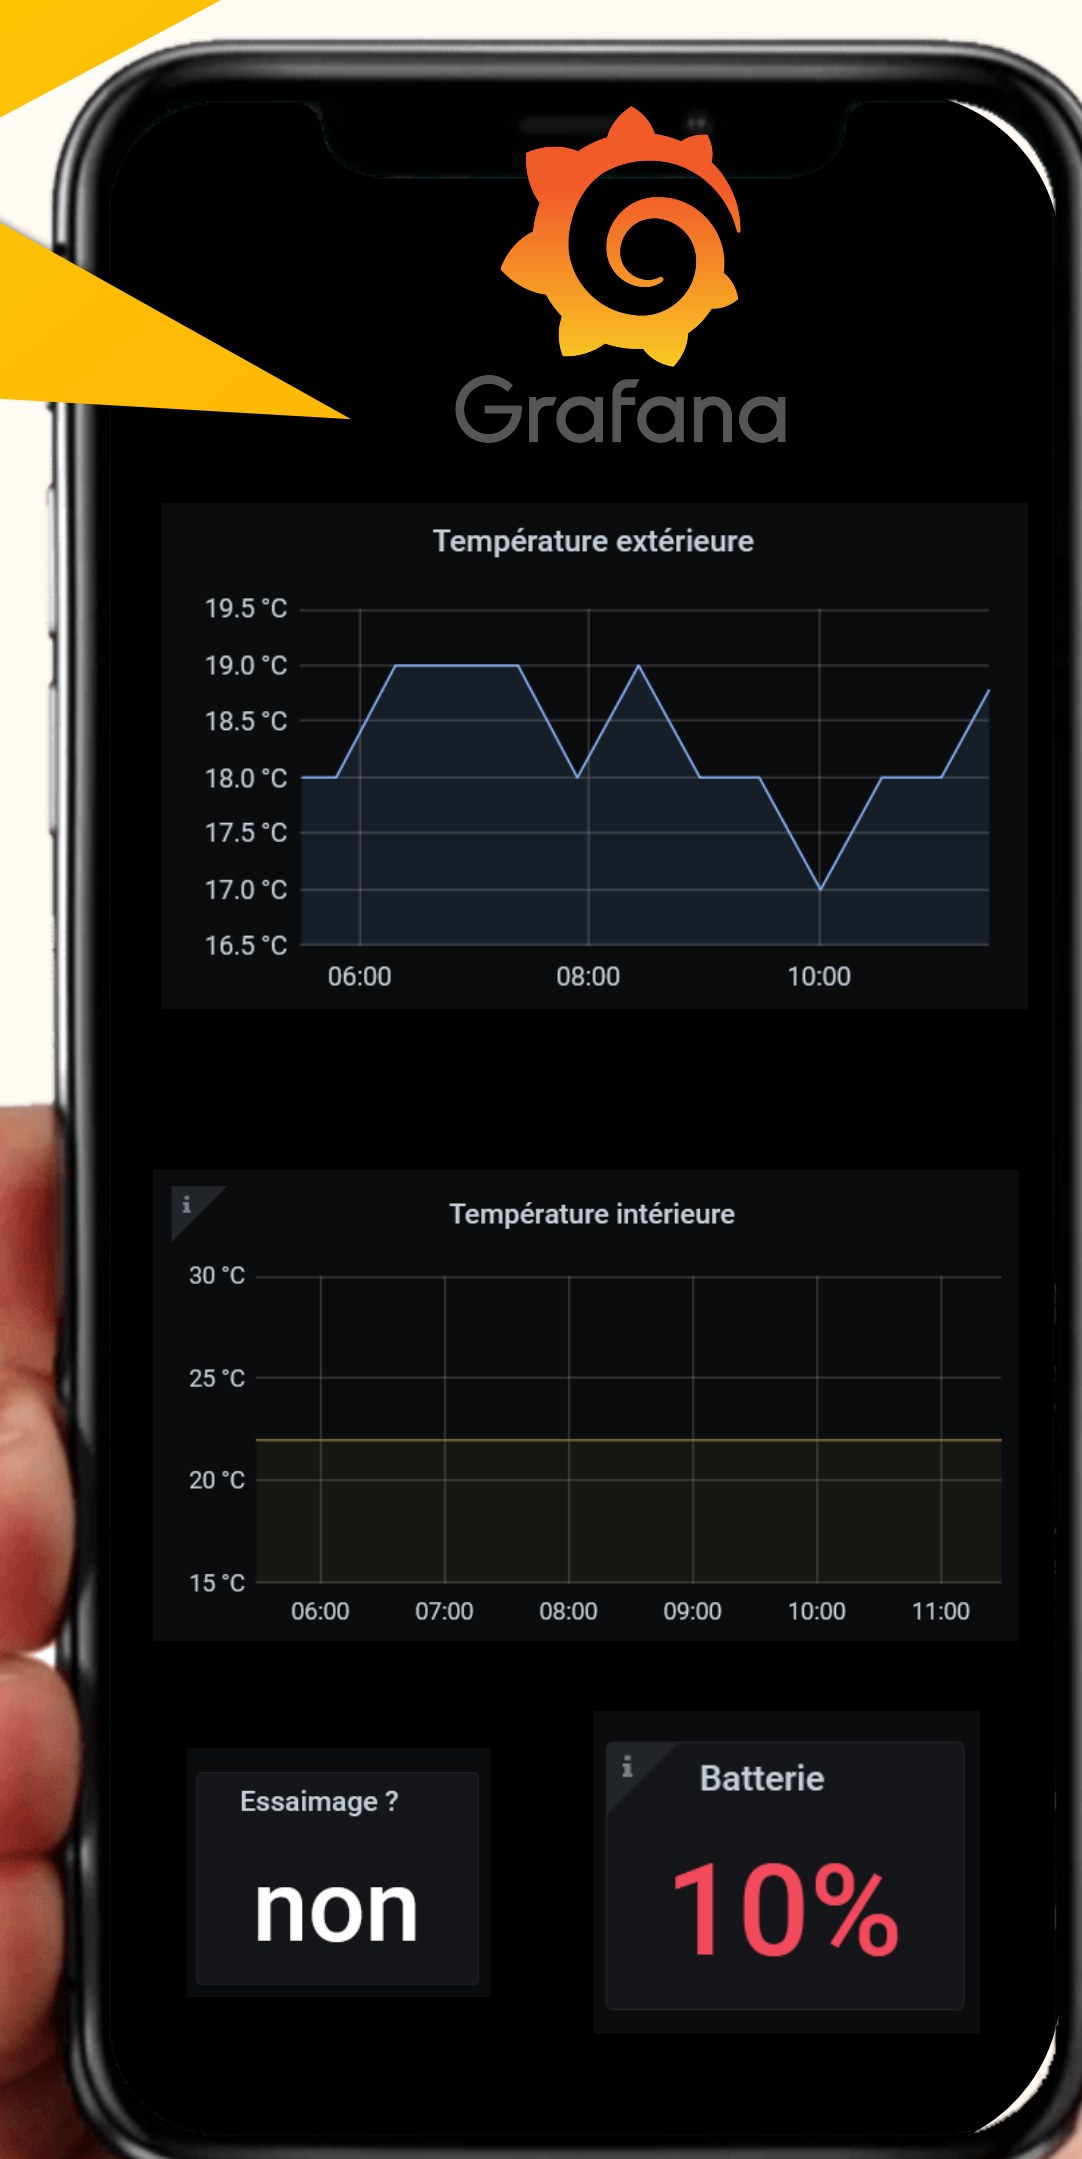 Grafana
Température extérieure
19.5 °C
19.0 °C
18.5 °C
18.0 °C
17.5 °C
17.0 °C
16.5 °C
06:00 08:00 10:00
i
Température intérieure
30 °C
25 °C
20 °C
15 °C
06:00 07:00 08:00 09:00 10:00 11:00
Essaimage ?
non
i
Batterie
10%